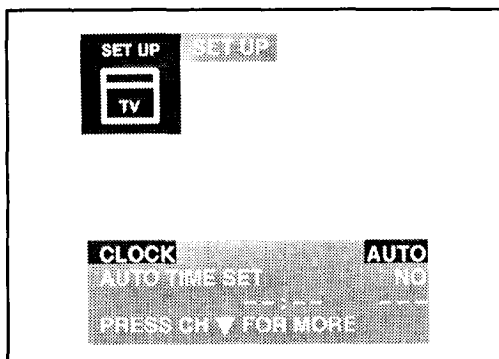 SET UP SET UP
TV
CLOCK AUTO
AUTO TIME SET NO
--:-- ---
PRESS CH ▼ FOR MORE